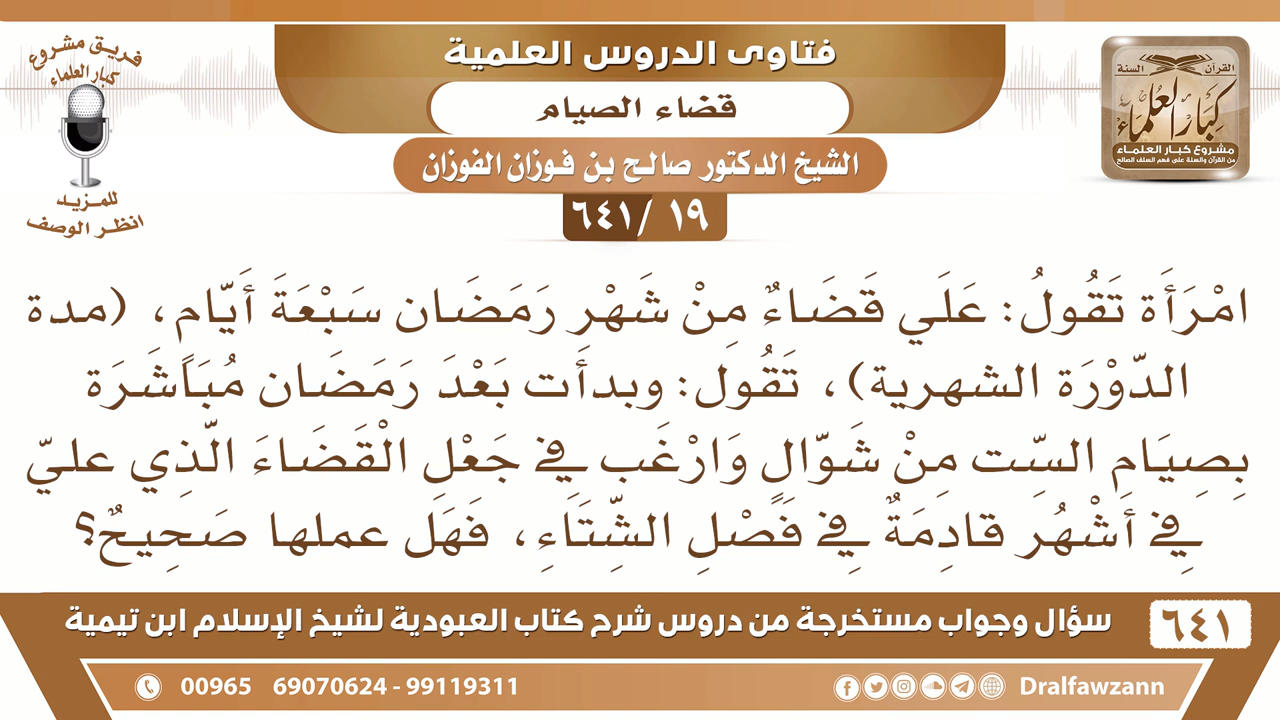 فتاوى الدروس العلمية
قضاء الصيام
الشيخ الدكتور صالح بن فوزان الفوزان
١٩ /٦٤١
فريق مشروع
كبار العلماء
للمزيد
انظر الوصف
القرآن السنة
كبار العلماء
مشروع كبار العلماء
من القرآن والسنة على فهم السلف الصالح
امْرَأَة تَقُولُ: عَلَي قَضَاءٌ مِنْ شَهْرِ رَمَضَان سَبْعَةَ أَيّام، (مدة
الدّوْرَة الشهرية)، تَقُول: وبدأت بَعْدَ رَمَضَان مُبَاشَرَة
بِصِيَام السّت مِنْ شَوّالٍ وَارْغَب فِي جَعْلِ الْقَضَاءَ الّذِي عليّ
فِي أَشْهُر قادِمَةٌ فِي فَصْلِ الشِّتَاءِ، فَهَل عملها صَحِيحٌ؟
٦٤١ سؤال وجواب مستخرجة من دروس شرح كتاب العبودية لشيخ الإسلام ابن تيمية
00965 69070624 - 99119311
Dralfawzann